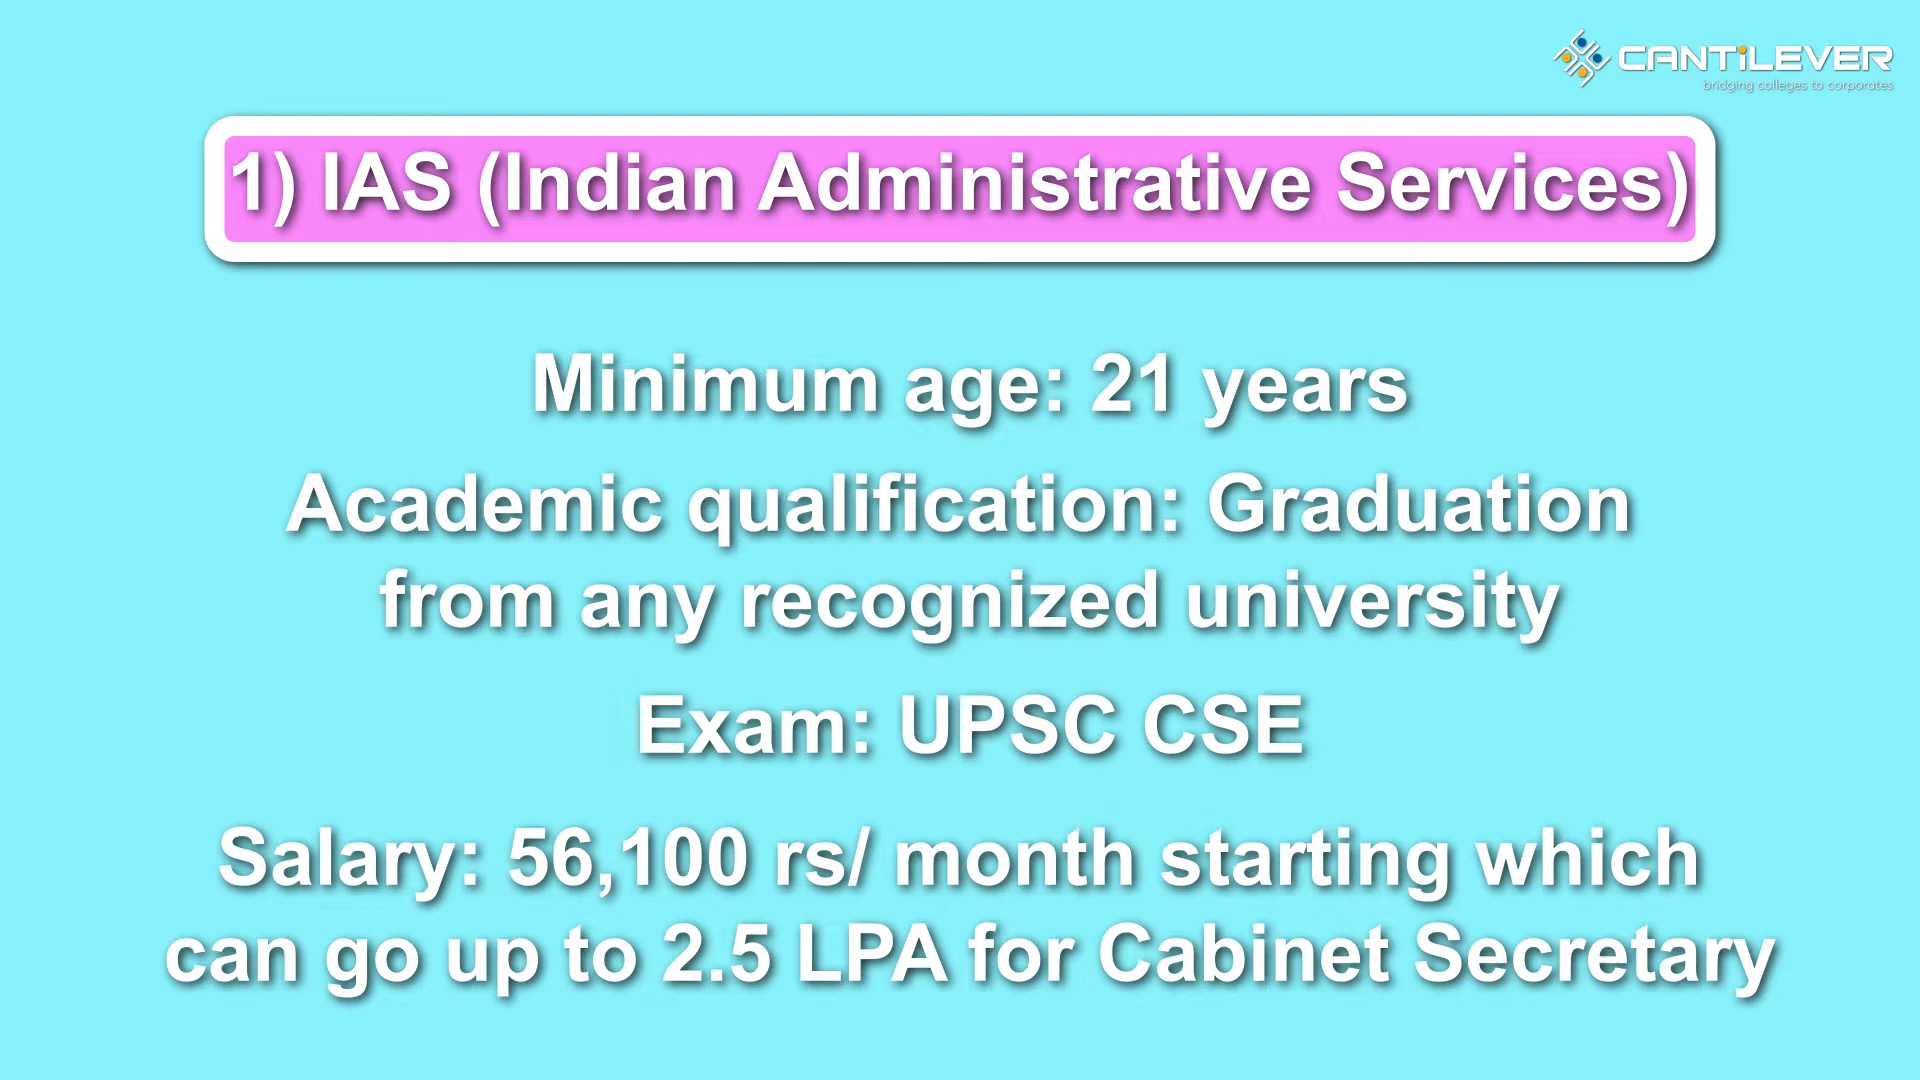 CANTiLEVER
bridging colleges to corporates
1) IAS (Indian Administrative Services)
Minimum age: 21 years
Academic qualification: Graduation
from any recognized university
Exam: UPSC CSE
Salary: 56,100 rs/ month starting which
can go up to 2.5 LPA for Cabinet Secretary